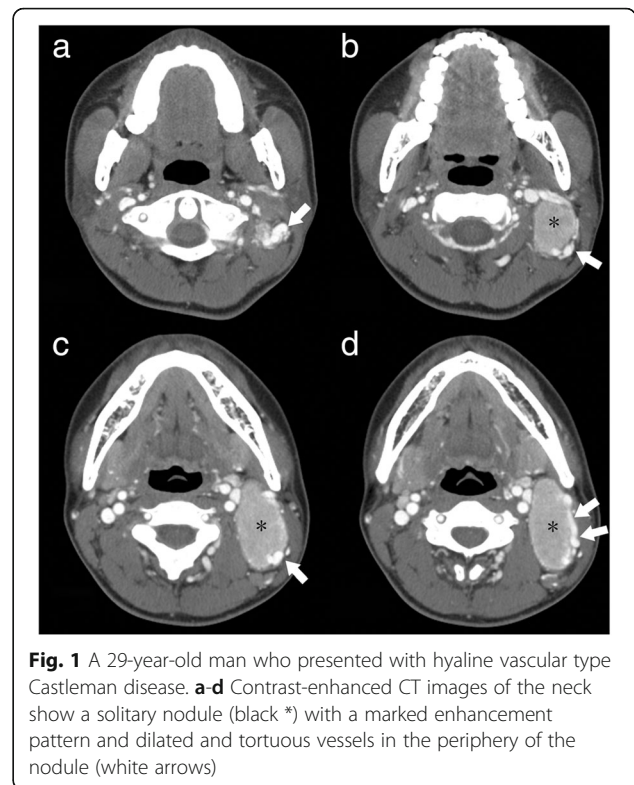 a
b
*
c
d
*
*
Fig. 1 A 29-year-old man who presented with hyaline vascular type
Castleman disease. a-d Contrast-enhanced CT images of the neck
show a solitary nodule (black *) with a marked enhancement
pattern and dilated and tortuous vessels in the periphery of the
nodule (white arrows)